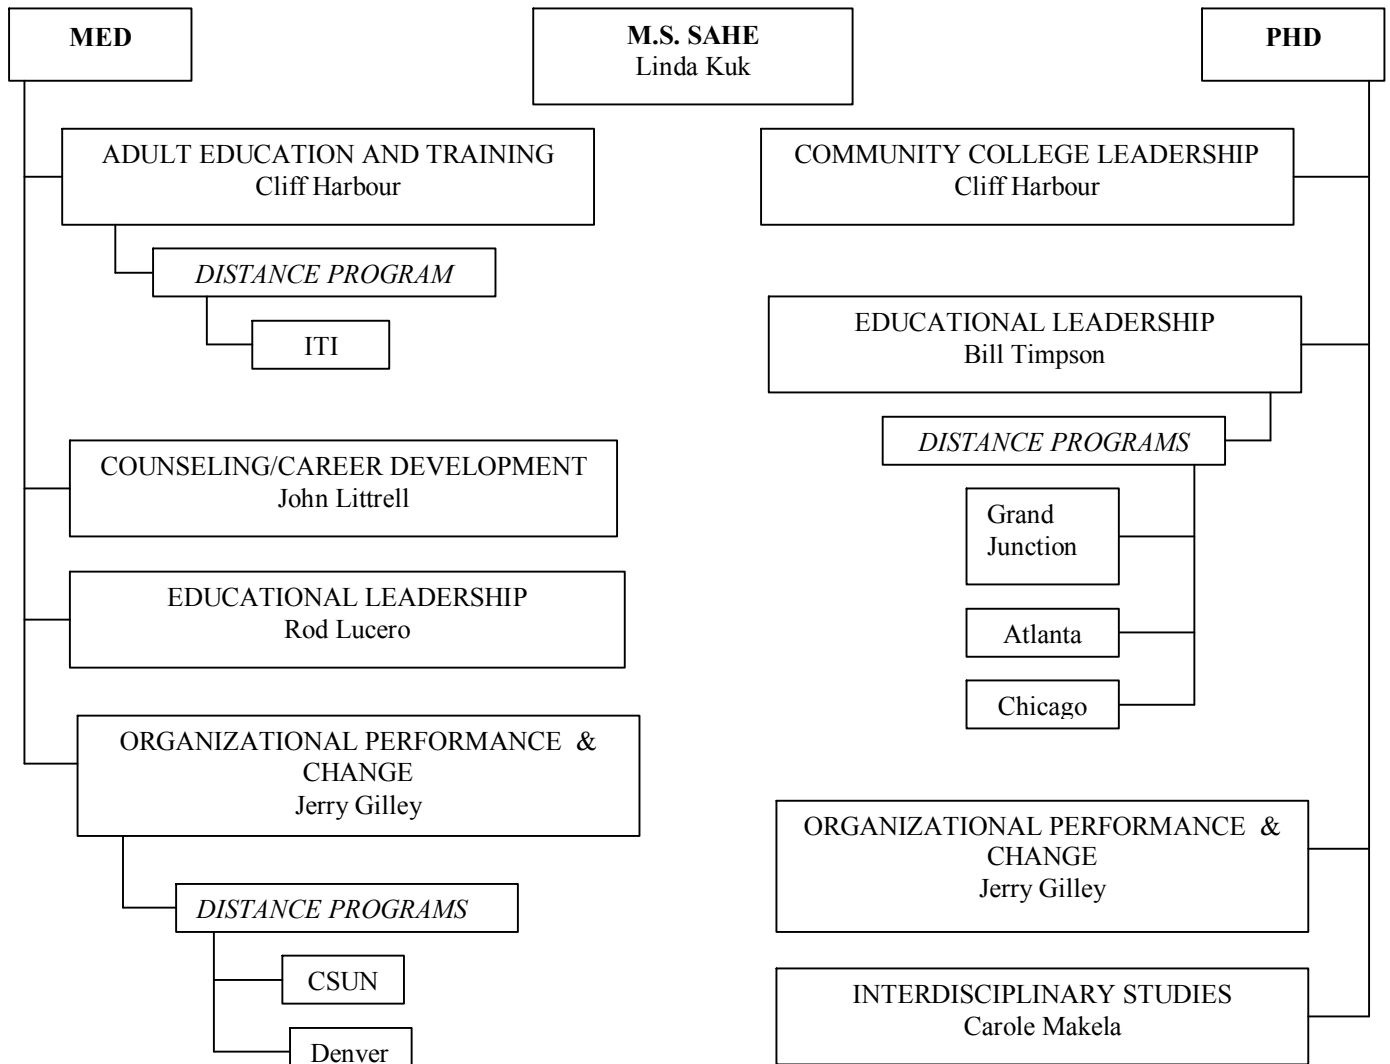 MED
M.S. SAHE
Linda Kuk
PHD
ADULT EDUCATION AND TRAINING
Cliff Harbour
DISTANCE PROGRAM
ITI
COUNSELING/CAREER DEVELOPMENT
John Littrell
EDUCATIONAL LEADERSHIP
Rod Lucero
ORGANIZATIONAL PERFORMANCE &
CHANGE
Jerry Gilley
DISTANCE PROGRAMS
CSUN
Denver
COMMUNITY COLLEGE LEADERSHIP
Cliff Harbour
EDUCATIONAL LEADERSHIP
Bill Timpson
DISTANCE PROGRAMS
Grand
Junction
Atlanta
Chicago
ORGANIZATIONAL PERFORMANCE &
CHANGE
Jerry Gilley
INTERDISCIPLINARY STUDIES
Carole Makela